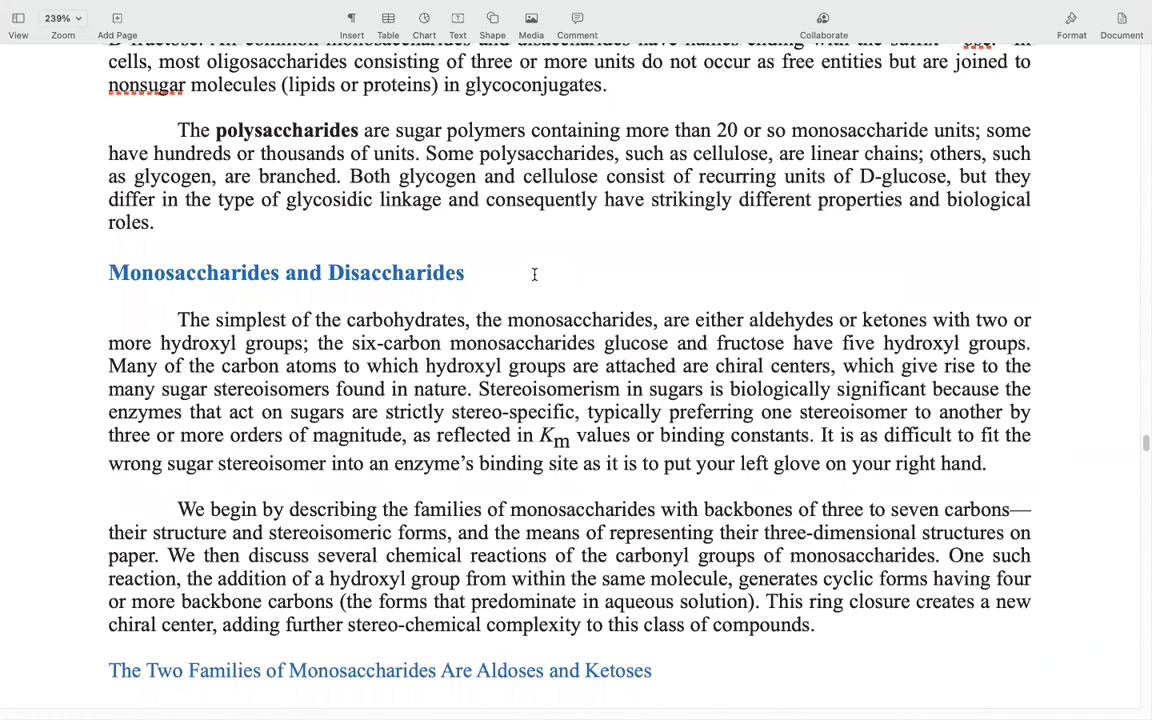 239%
View
Zoom
Add Page
Insert
Table
Chart
Text
Shape
Media
Comment
Collaborate
Format
Document
cells, most oligosaccharides consisting of three or more units do not occur as free entities but are joined to
nonsugar molecules (lipids or proteins) in glycoconjugates.
The polysaccharides are sugar polymers containing more than 20 or so monosaccharide units; some
have hundreds or thousands of units. Some polysaccharides, such as cellulose, are linear chains; others, such
as glycogen, are branched. Both glycogen and cellulose consist of recurring units of D-glucose, but they
differ in the type of glycosidic linkage and consequently have strikingly different properties and biological
roles.
Monosaccharides and Disaccharides
The simplest of the carbohydrates, the monosaccharides, are either aldehydes or ketones with two or
more hydroxyl groups; the six-carbon monosaccharides glucose and fructose have five hydroxyl groups.
Many of the carbon atoms to which hydroxyl groups are attached are chiral centers, which give rise to the
many sugar stereoisomers found in nature. Stereoisomerism in sugars is biologically significant because the
enzymes that act on sugars are strictly stereo-specific, typically preferring one stereoisomer to another by
three or more orders of magnitude, as reflected in Km values or binding constants. It is as difficult to fit the
wrong sugar stereoisomer into an enzyme’s binding site as it is to put your left glove on your right hand.
We begin by describing the families of monosaccharides with backbones of three to seven carbons—
their structure and stereoisomeric forms, and the means of representing their three-dimensional structures on
paper. We then discuss several chemical reactions of the carbonyl groups of monosaccharides. One such
reaction, the addition of a hydroxyl group from within the same molecule, generates cyclic forms having four
or more backbone carbons (the forms that predominate in aqueous solution). This ring closure creates a new
chiral center, adding further stereo-chemical complexity to this class of compounds.
The Two Families of Monosaccharides Are Aldoses and Ketoses